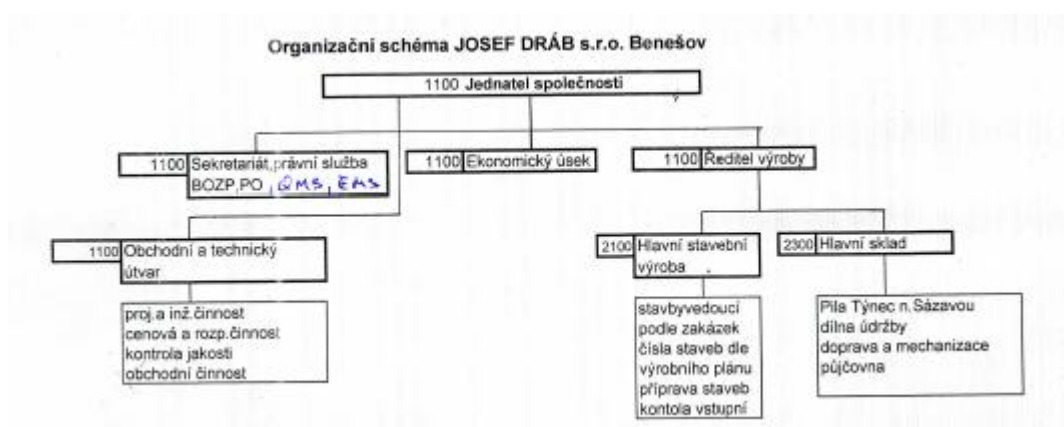 Organizační schéma JOSEF DRÁB s.r.o. Benešov
1100 Jednatel společnosti
1100 Sekretariát,právní služba
BOZP,PO, QMS, EMS
1100 Ekonomický úsek
1100 Ředitel výroby
1100 Obchodní a technický
útvar
2100 Hlavní stavební
výroba
2300 Hlavní sklad
proj.a inž.činnost
cenová a rozp.činnost
kontrola jakosti
obchodní činnost
stavbyvedoucí
podle zakázek
čísla staveb dle
výrobního plánu
příprava staveb
kontola vstupní
Pila Týnec n.Sázavou
dílna údržby
doprava a mechanizace
půjčovna